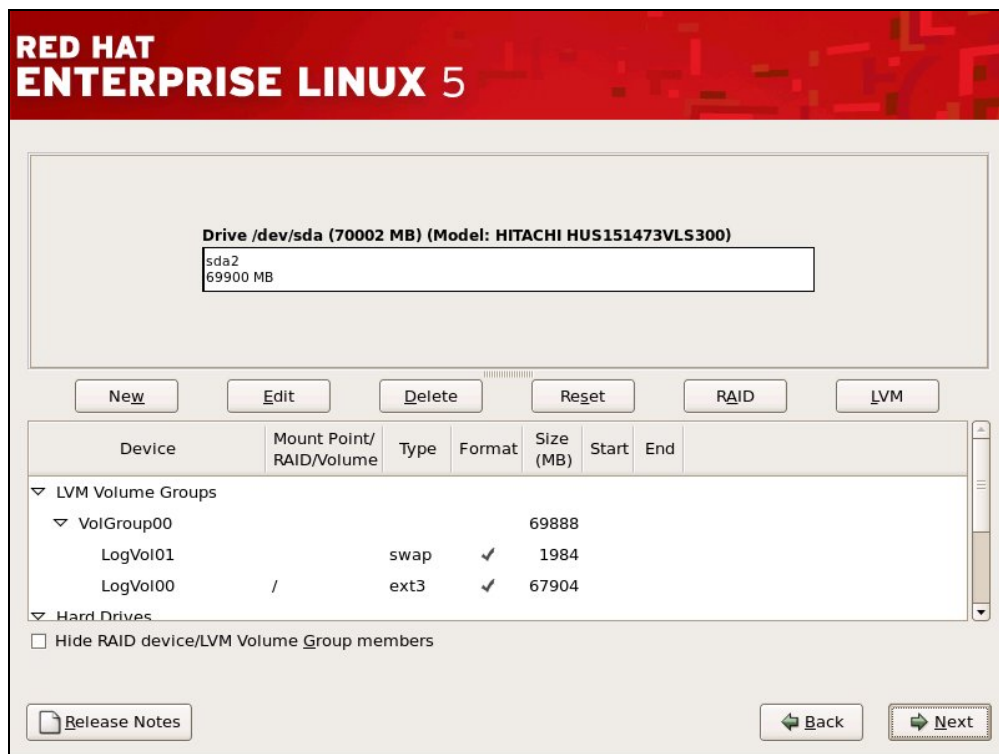 RED HAT
ENTERPRISE LINUX 5
Drive /dev/sda (70002 MB) (Model: HITACHI HUS151473VLS300)
sda2
69900 MB
New Edit Delete Reset RAID LVM
Device Mount Point/ RAID/Volume Type Format Size (MB) Start End
LVM Volume Groups
VolGroup00 69888
LogVol01 swap ✓ 1984
LogVol00 / ext3 ✓ 67904
Hard Drives
Hide RAID device/LVM Volume Group members
Release Notes Back Next